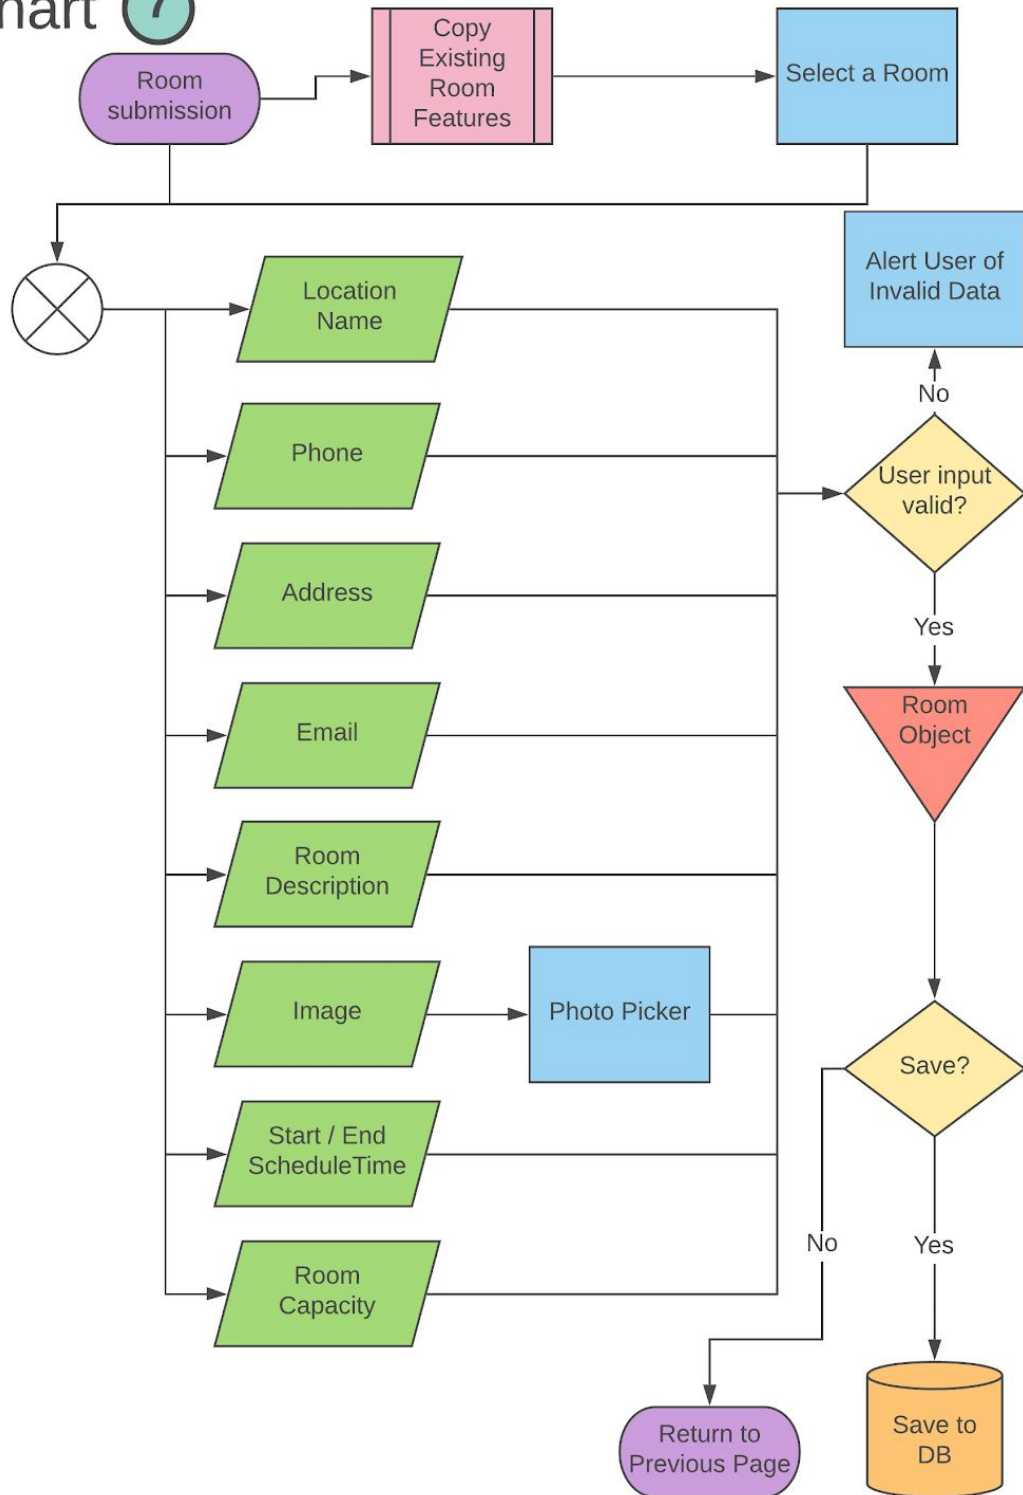 Room
submission
Copy
Existing
Room
Features
Select a Room
Alert User of
Invalid Data
Location
Name
No
Phone
User input
valid?
Address
Yes
Email
Room
Object
Room
Description
Image
Photo Picker
Save?
Start / End
ScheduleTime
No
Yes
Room
Capacity
Return to
Previous Page
Save to
DB